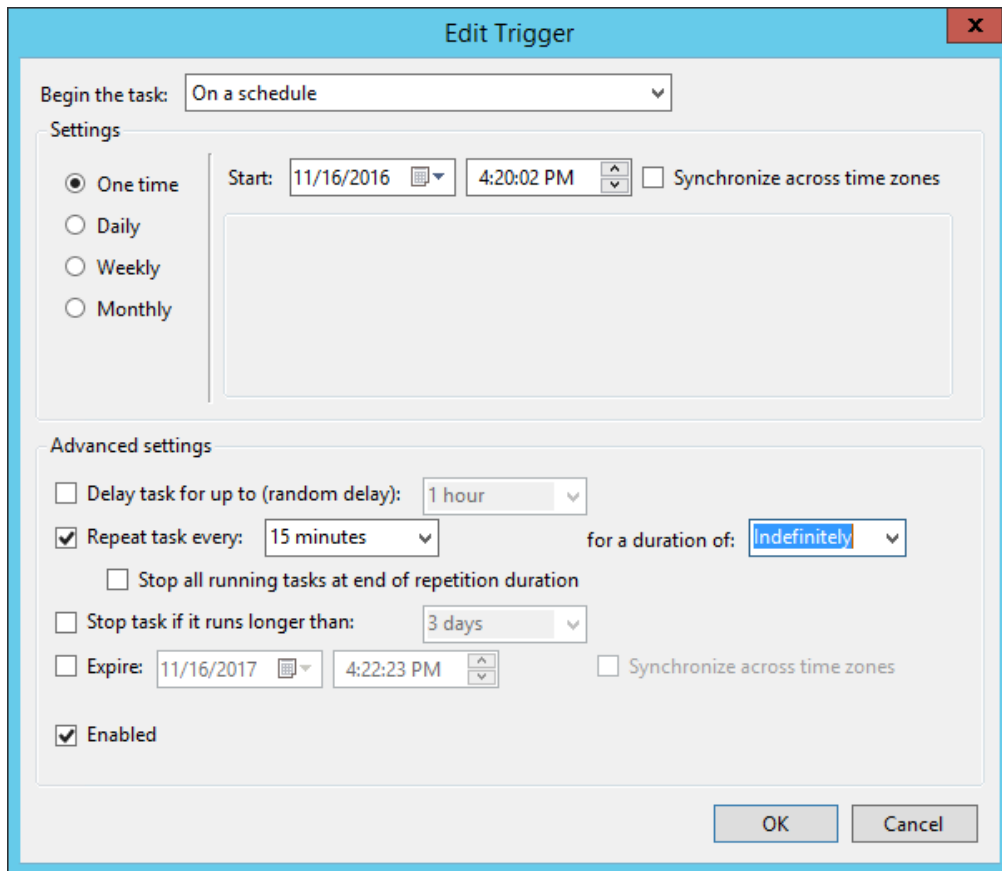 Edit Trigger
x
Begin the task: On a schedule
Settings
One time
Start: 11/16/2016 4:20:02 PM Synchronize across time zones
Daily
Weekly
Monthly
Advanced settings
Delay task for up to (random delay): 1 hour
Repeat task every: 15 minutes for a duration of: Indefinitely
Stop all running tasks at end of repetition duration
Stop task if it runs longer than: 3 days
Expire: 11/16/2017 4:22:23 PM Synchronize across time zones
Enabled
OK Cancel